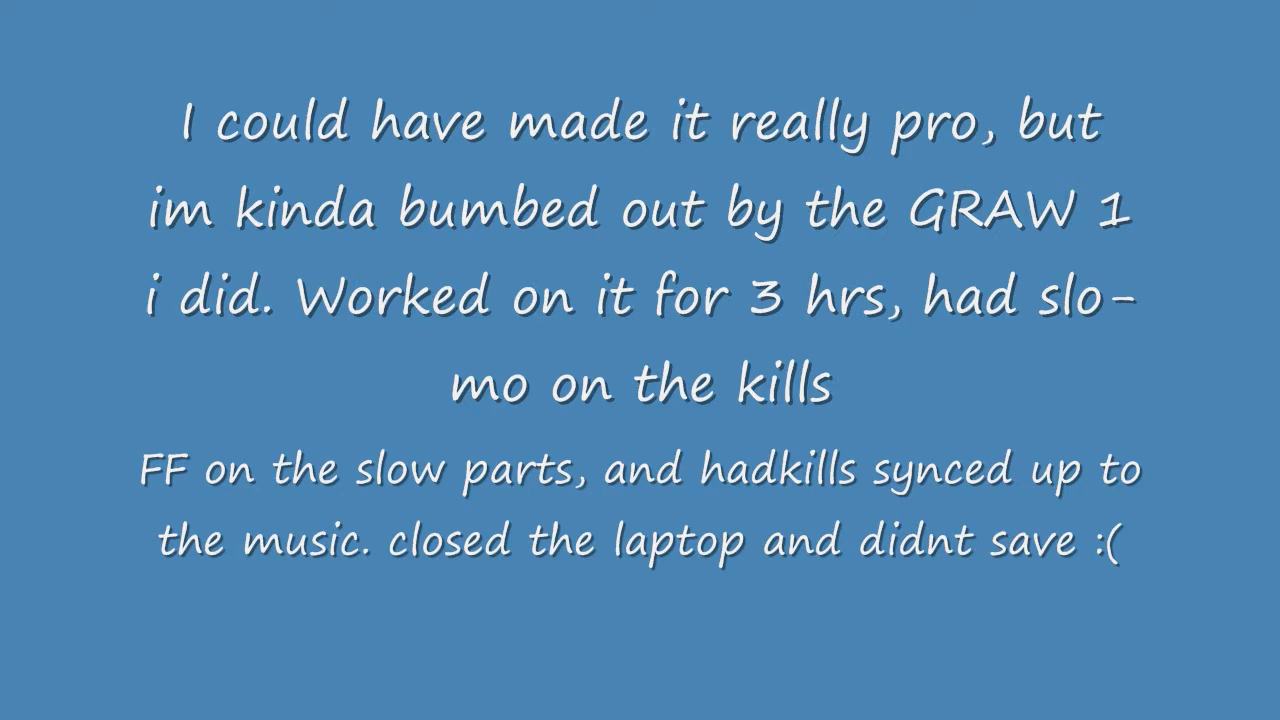 I could have made it really pro, but
im kinda bumbed out by the GRAW 1
i did. Worked on it for 3 hrs, had slo-
mo on the kills
FF on the slow parts, and hadkills synced up to
the music. closed the laptop and didnt save :(